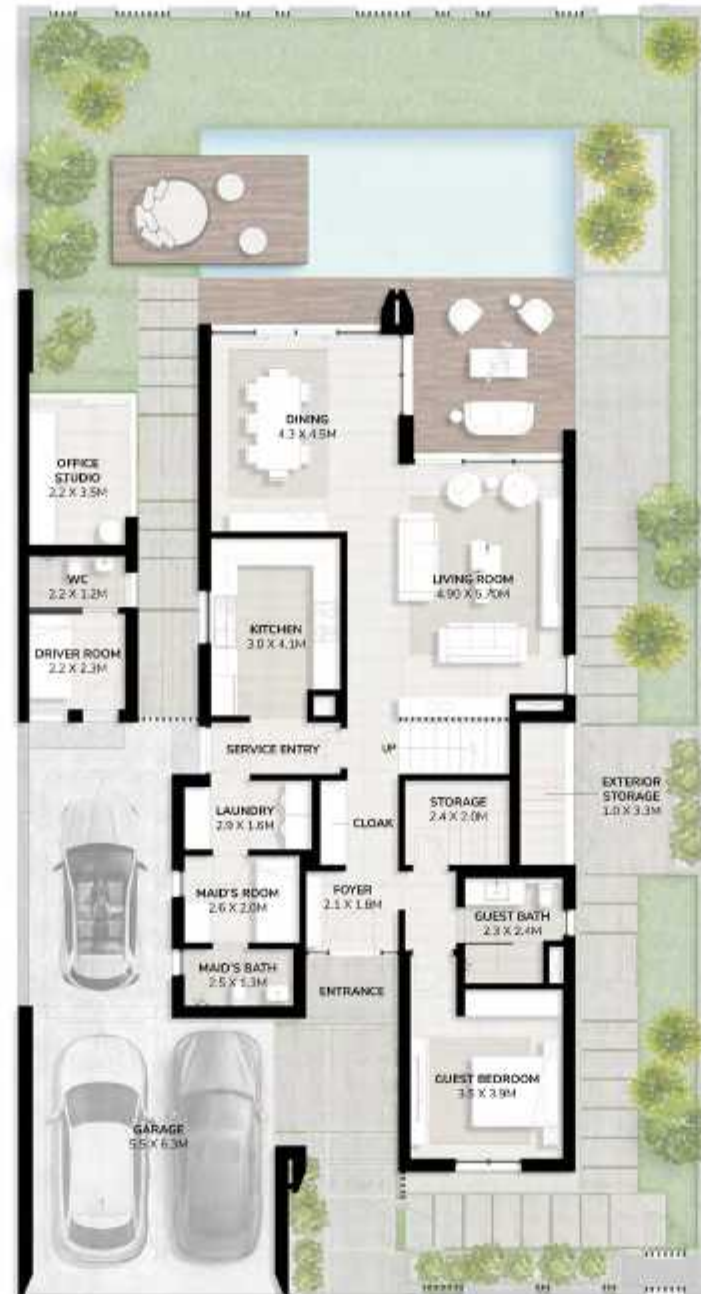 DINING
4.3 X 4.5M
OFFICE
STUDIO
2.2 X 3.5M
WC
2.2 X 1.2M
DRIVER ROOM
2.2 X 2.3M
KITCHEN
3.0 X 4.1M
LIVING ROOM
4.90 X 5.70M
SERVICE ENTRY
UP
LAUNDRY
2.9 X 1.6M
CLOAK
STORAGE
2.4 X 2.0M
EXTERIOR
STORAGE
1.0 X 3.3M
MAID'S ROOM
2.6 X 2.0M
FOYER
2.1 X 1.8M
GUEST BATH
2.3 X 2.4M
MAID'S BATH
2.5 X 1.3M
ENTRANCE
GUEST BEDROOM
3.5 X 3.9M
GARAGE
5.5 X 6.3M